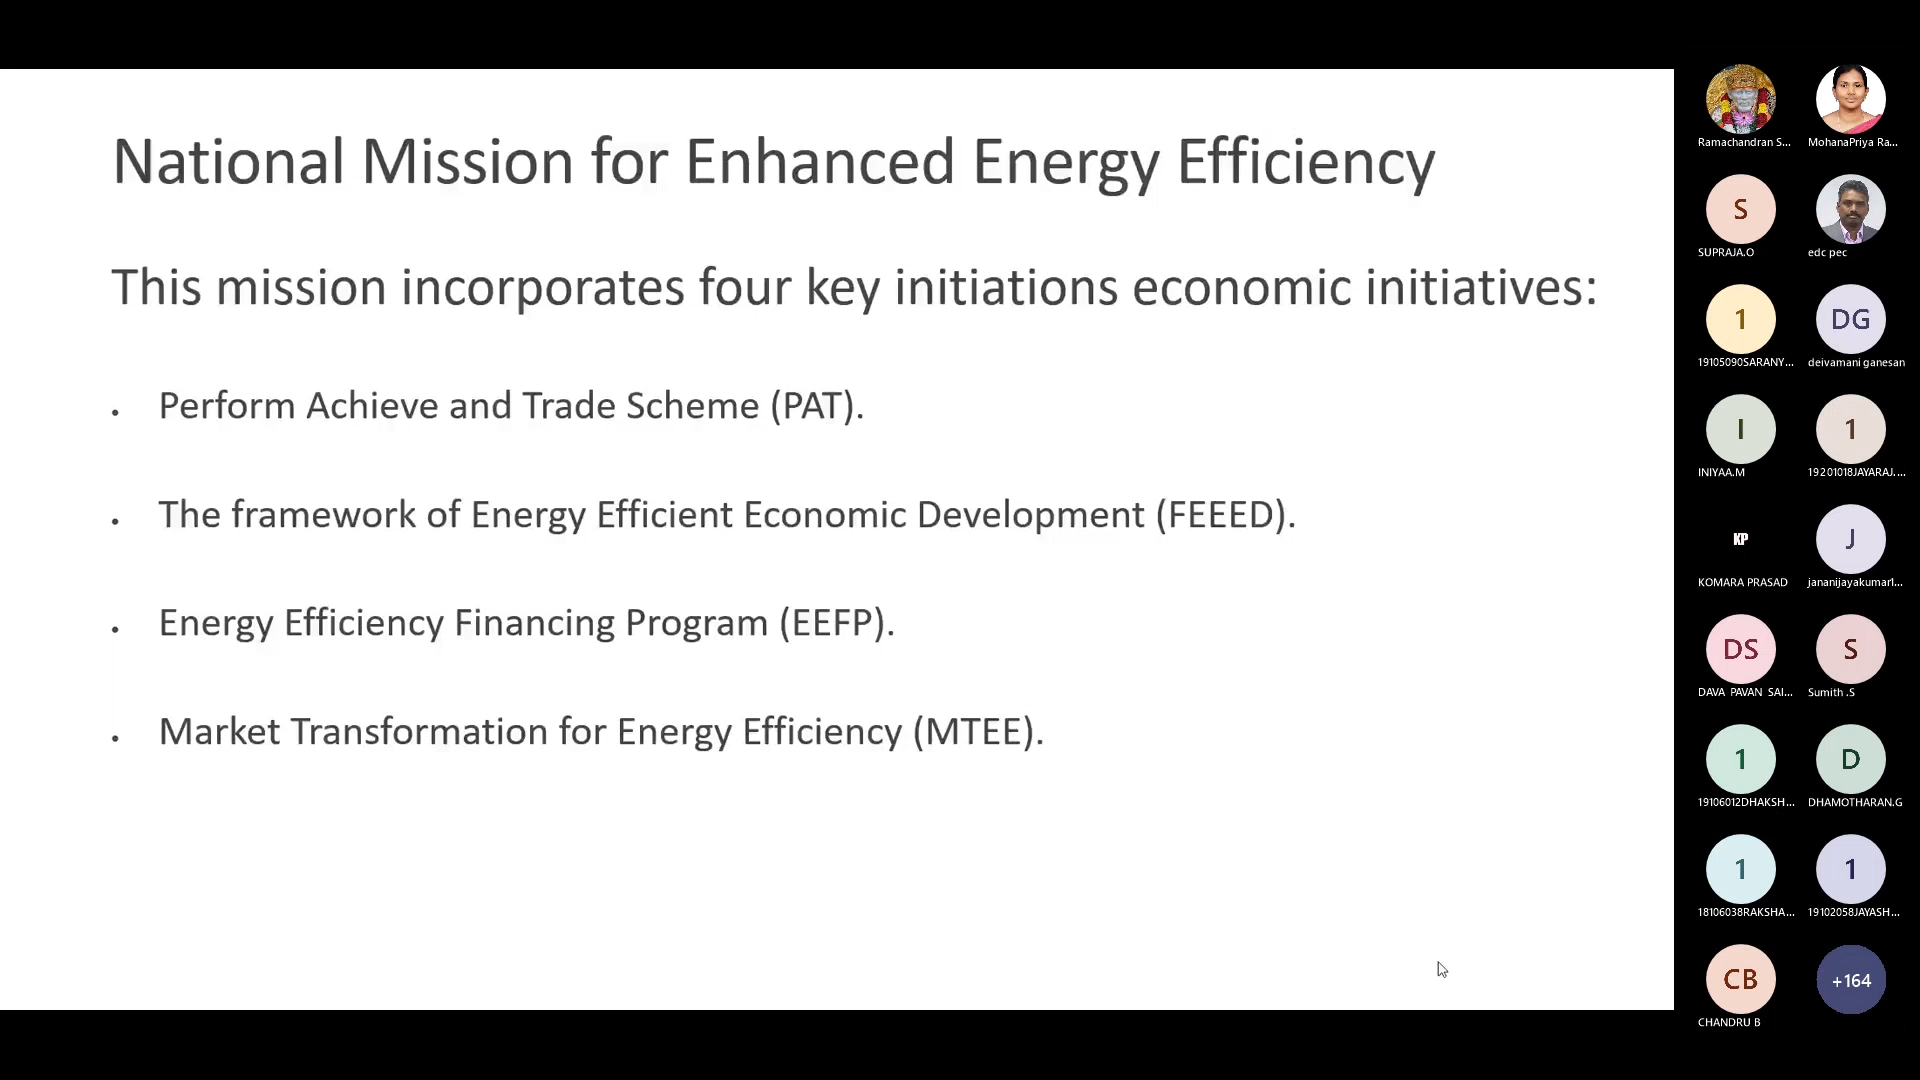 National Mission for Enhanced Energy Efficiency
This mission incorporates four key initiations economic initiatives:
• Perform Achieve and Trade Scheme (PAT).
• The framework of Energy Efficient Economic Development (FEEED).
• Energy Efficiency Financing Program (EEFP).
• Market Transformation for Energy Efficiency (MTEE).
Ramachandran S...
MohanaPriya Ra...
S
SUPRAJA.O
edc pec
1
19105090SARANY...
DG
deivamani ganesan
I
INIYAA.M
1
19201018JAYARAJ....
KP
KOMARA PRASAD
J
jananijayakumarl...
DS
DAVA PAVAN SAI...
S
Sumith .S
1
19106012DHAKSH...
D
DHAMOTHARAN.G
1
18106038RAKSHA...
1
19102058JAYASH...
CB
CHANDRU B
+164